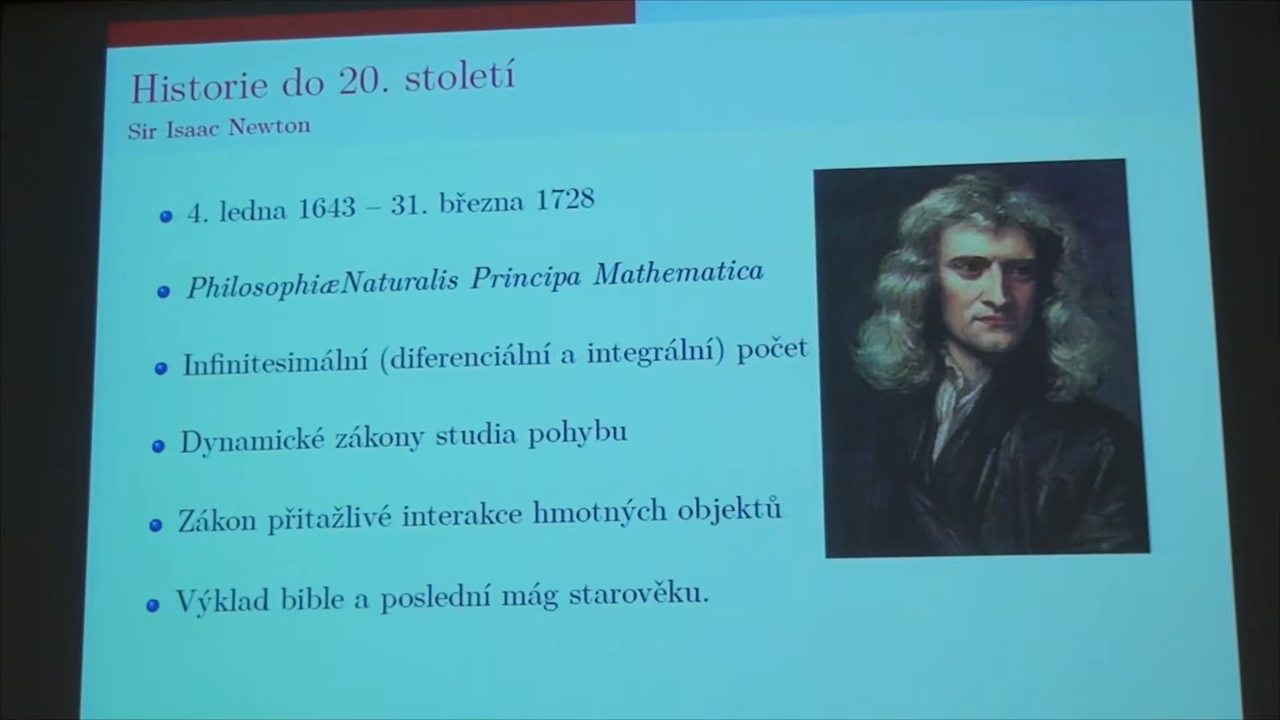 Historie do 20. století
Sir Isaac Newton
4. ledna 1643 – 31. března 1728
PhilosophiæNaturalis Principa Mathematica
Infinitesimální (diferenciální a integrální) počet
Dynamické zákony studia pohybu
Zákon přitažlivé interakce hmotných objektů
Výklad bible a poslední mág starověku.